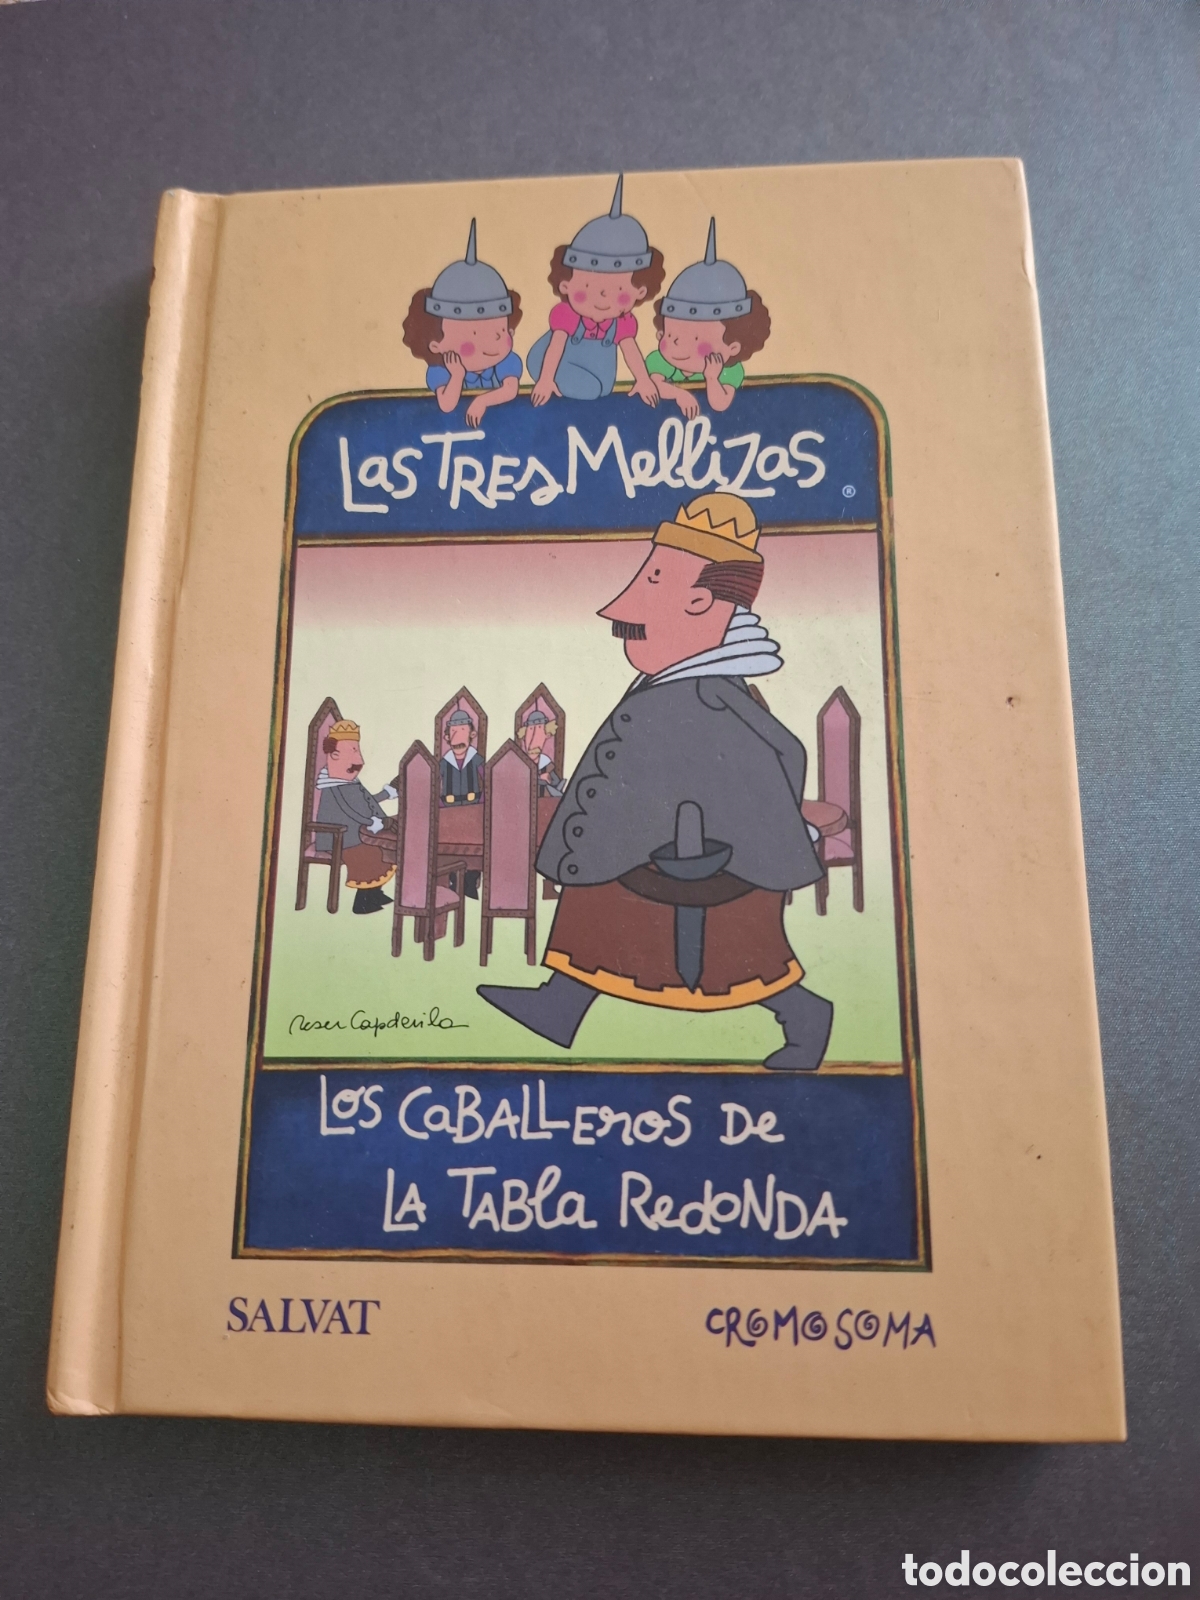 Las Tres Mellizas ®
Roser Capdevila
Los Caballeros de
La Tabla Redonda
SALVAT
CROMOSOMA
todocoleccion